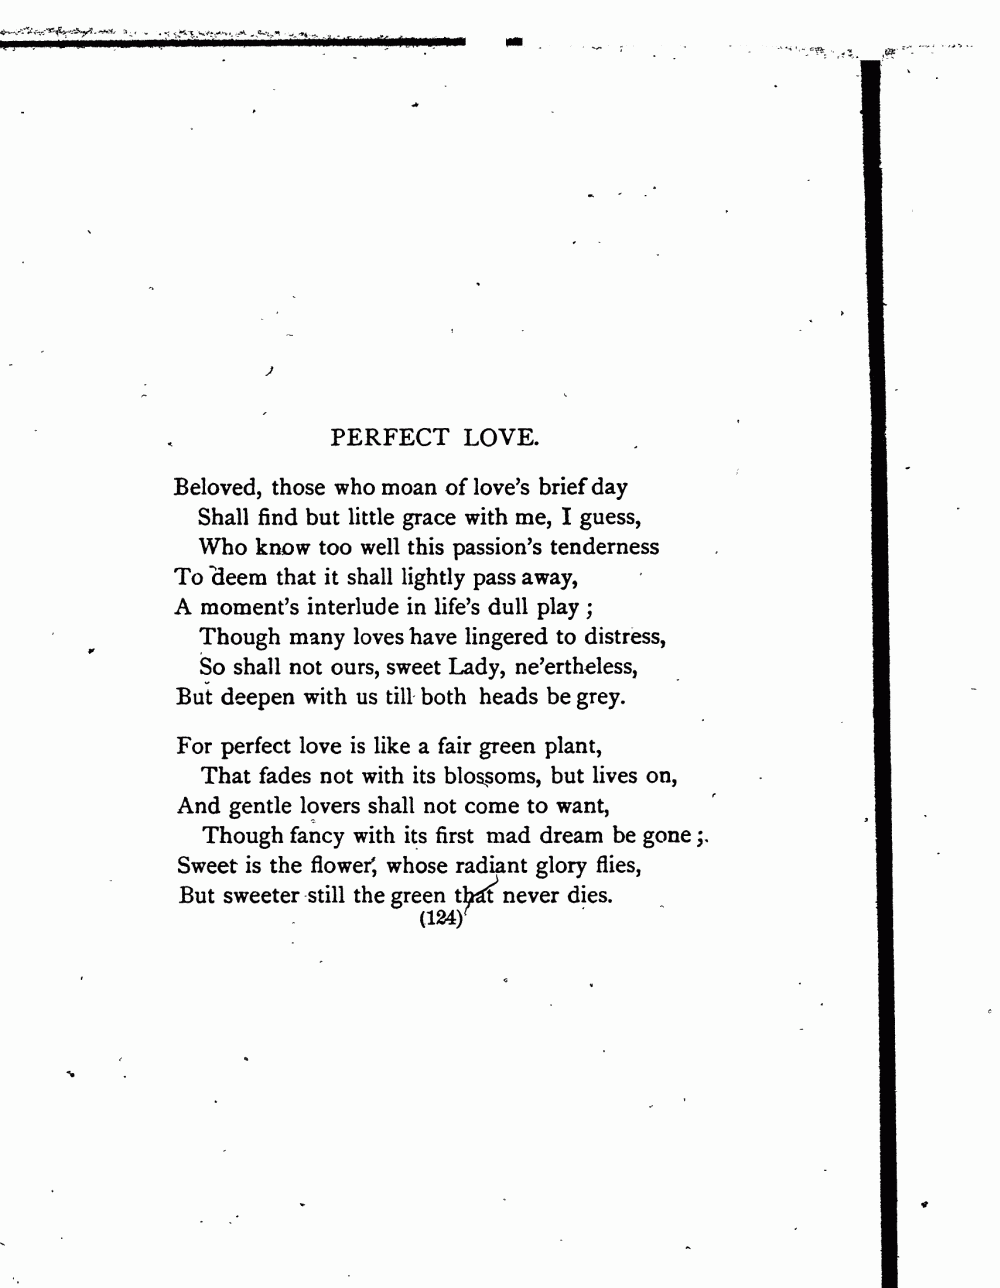 PERFECT LOVE.
Beloved, those who moan of love's brief day
Shall find but little grace with me, I guess,
Who know too well this passion's tenderness
To deem that it shall lightly pass away,
A moment's interlude in life's dull play ;
Though many loves have lingered to distress,
So shall not ours, sweet Lady, ne'ertheless,
But deepen with us till both heads be grey.
For perfect love is like a fair green plant,
That fades not with its blossoms, but lives on,
And gentle lovers shall not come to want,
Though fancy with its first mad dream be gone ;
Sweet is the flower, whose radiant glory flies,
But sweeter still the green that never dies.
(124)